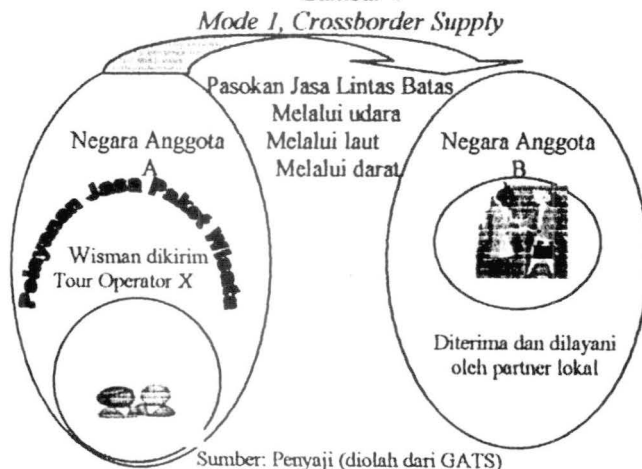 Mode 1, Crossborder Supply
Pasokan Jasa Lintas Batas
Melalui udara
Melalui laut
Melalui darat
Negara Anggota
A
Pelayanan Jasa Paket Wisata
Wisman dikirim
Tour Operator X
Negara Anggota
B
Diterima dan dilayani
oleh partner lokal
Sumber: Penyaji (diolah dari GATS)